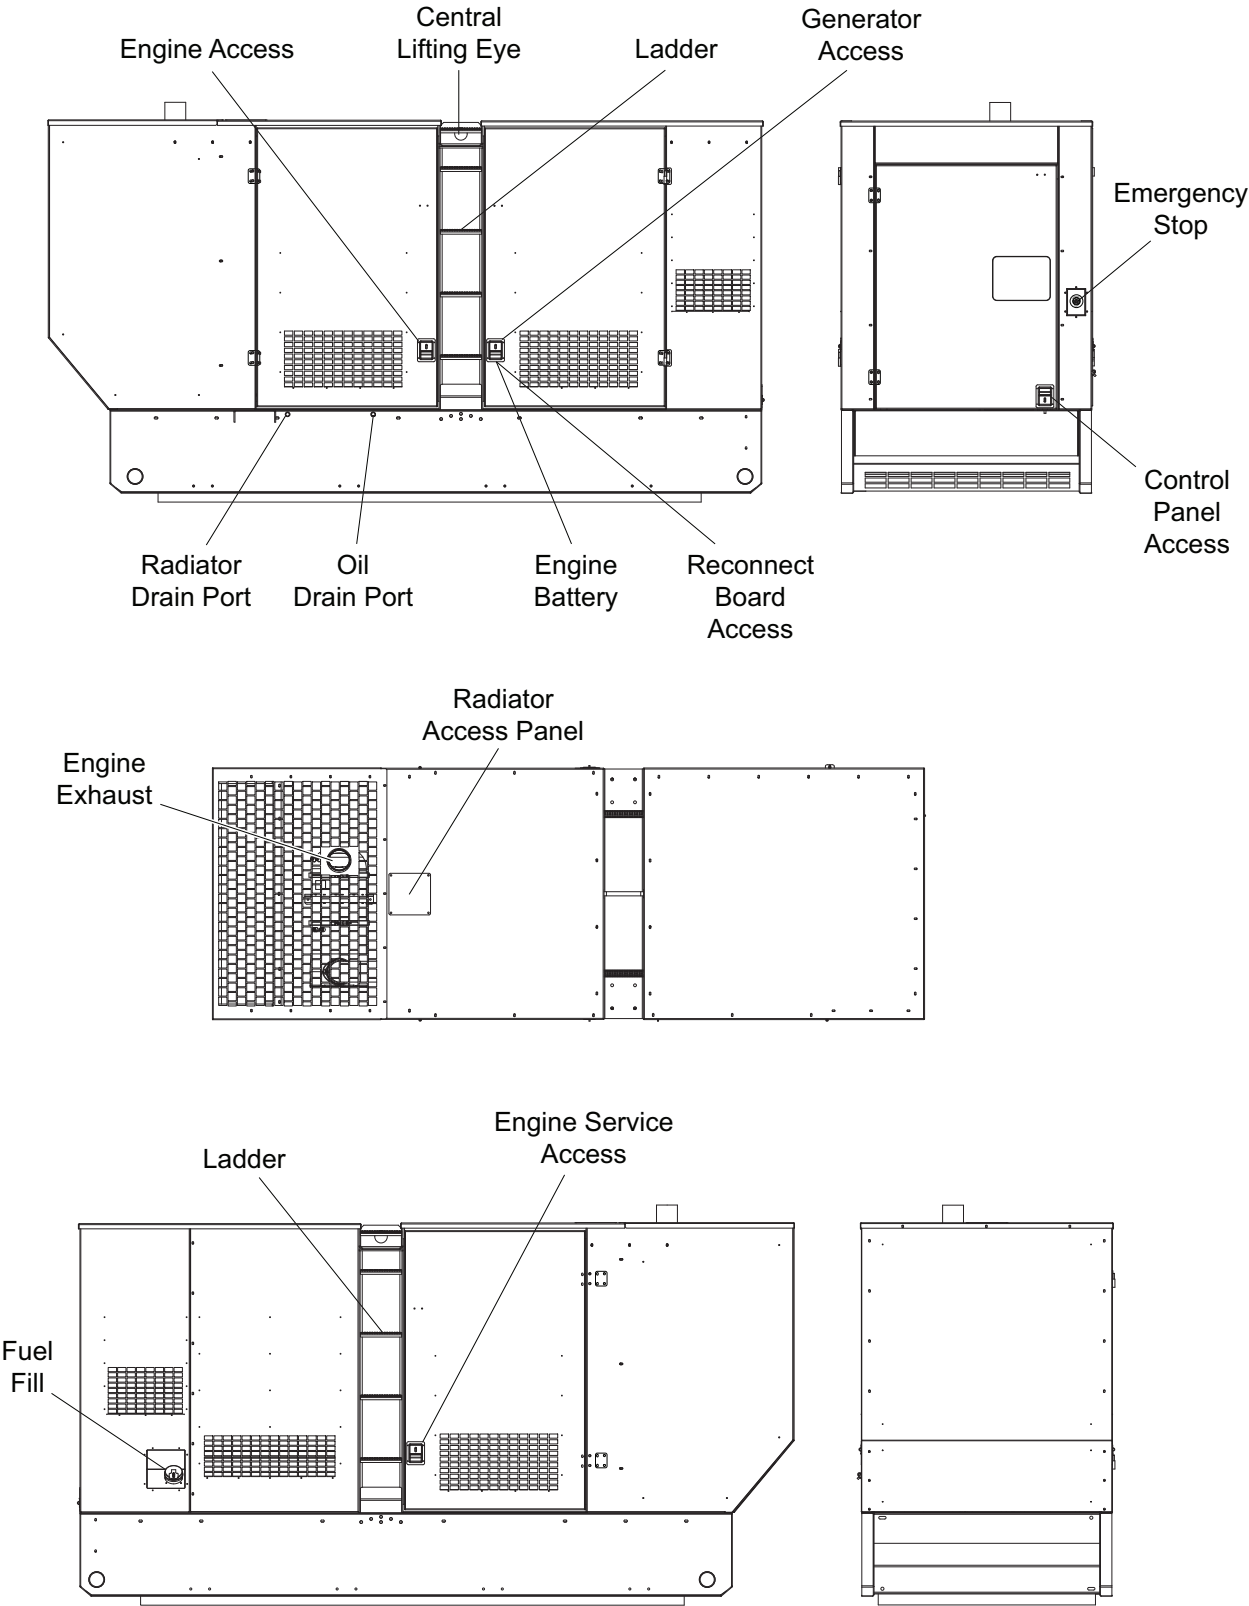 Engine Access
Central
Lifting Eye
Ladder
Generator
Access
Emergency
Stop
Control
Panel
Access
Radiator
Drain Port
Oil
Drain Port
Engine
Battery
Reconnect
Board
Access
Radiator
Access Panel
Engine
Exhaust
Engine Service
Access
Ladder
Fuel
Fill